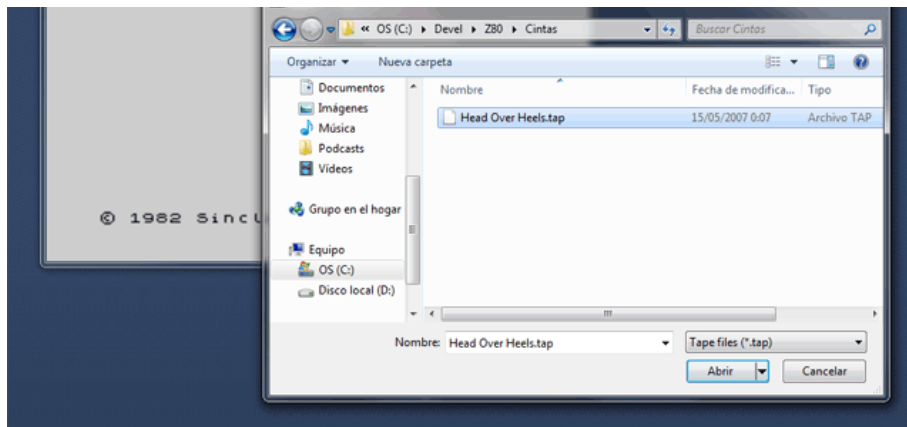 « OS (C:) ▸ Devel ▸ Z80 ▸ Cintas
Buscar Cintas
Organizar ▾ Nueva carpeta
Documentos
Imágenes
Música
Podcasts
Vídeos
Grupo en el hogar
Equipo
OS (C:)
Disco local (D:)
Nombre Fecha de modifica... Tipo
Head Over Heels.tap 15/05/2007 0:07 Archivo TAP
© 1982 Sincl
Nombre: Head Over Heels.tap
Tape files (*.tap)
Abrir Cancelar